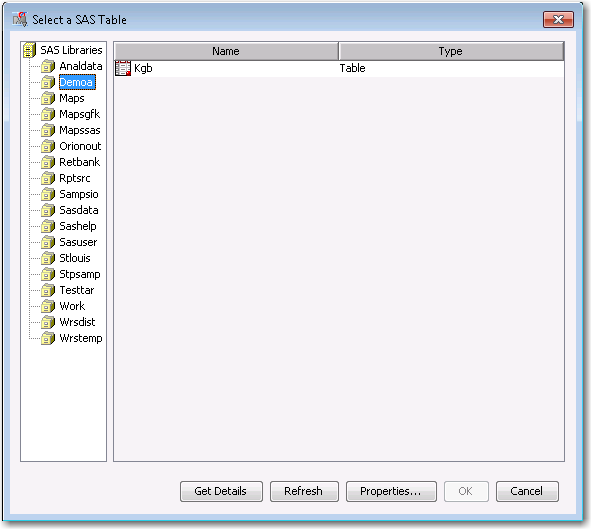 Select a SAS Table
SAS Libraries
Analdata
Demoa
Maps
Mapsgfk
Mapssas
Orionout
Retbank
Rptsrc
Sampsio
Sasdata
Sashelp
Sasuser
Stlouis
Stpsamp
Testtar
Work
Wrsdist
Wrstemp
Name Type
Kgb Table
Get Details Refresh Properties... OK Cancel